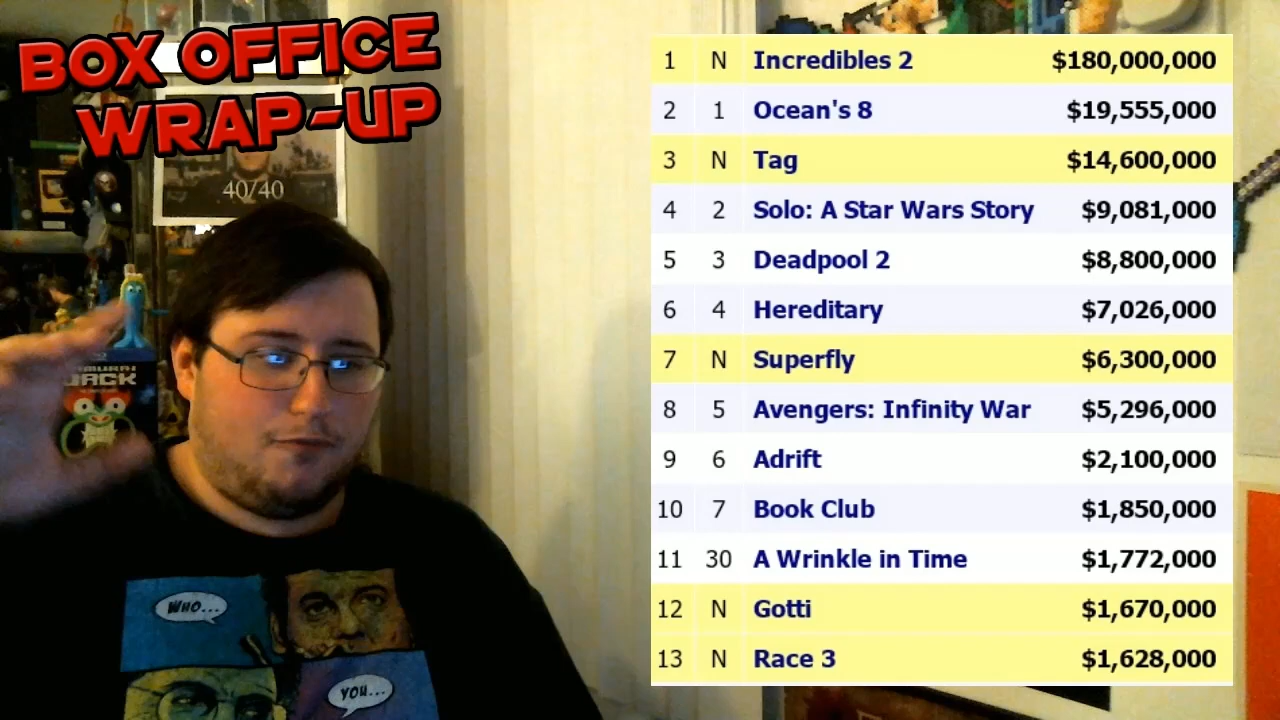 BOX OFFICE
WRAP-UP
40/40
JACK
WHO...
YOU...
1 N Incredibles 2 $180,000,000
2 1 Ocean's 8 $19,555,000
3 N Tag $14,600,000
4 2 Solo: A Star Wars Story $9,081,000
5 3 Deadpool 2 $8,800,000
6 4 Hereditary $7,026,000
7 N Superfly $6,300,000
8 5 Avengers: Infinity War $5,296,000
9 6 Adrift $2,100,000
10 7 Book Club $1,850,000
11 30 A Wrinkle in Time $1,772,000
12 N Gotti $1,670,000
13 N Race 3 $1,628,000